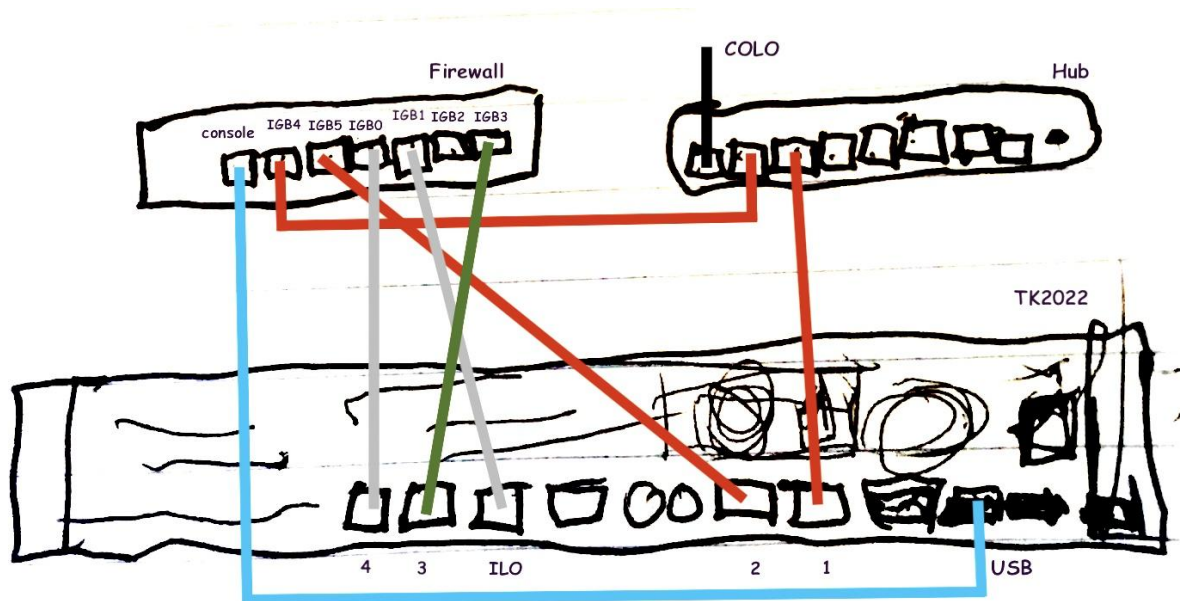 COLO
Firewall
Hub
console IGB4 IGB5 IGB0 IGB1 IGB2 IGB3
TK2022
4 3 ILO 2 1 USB